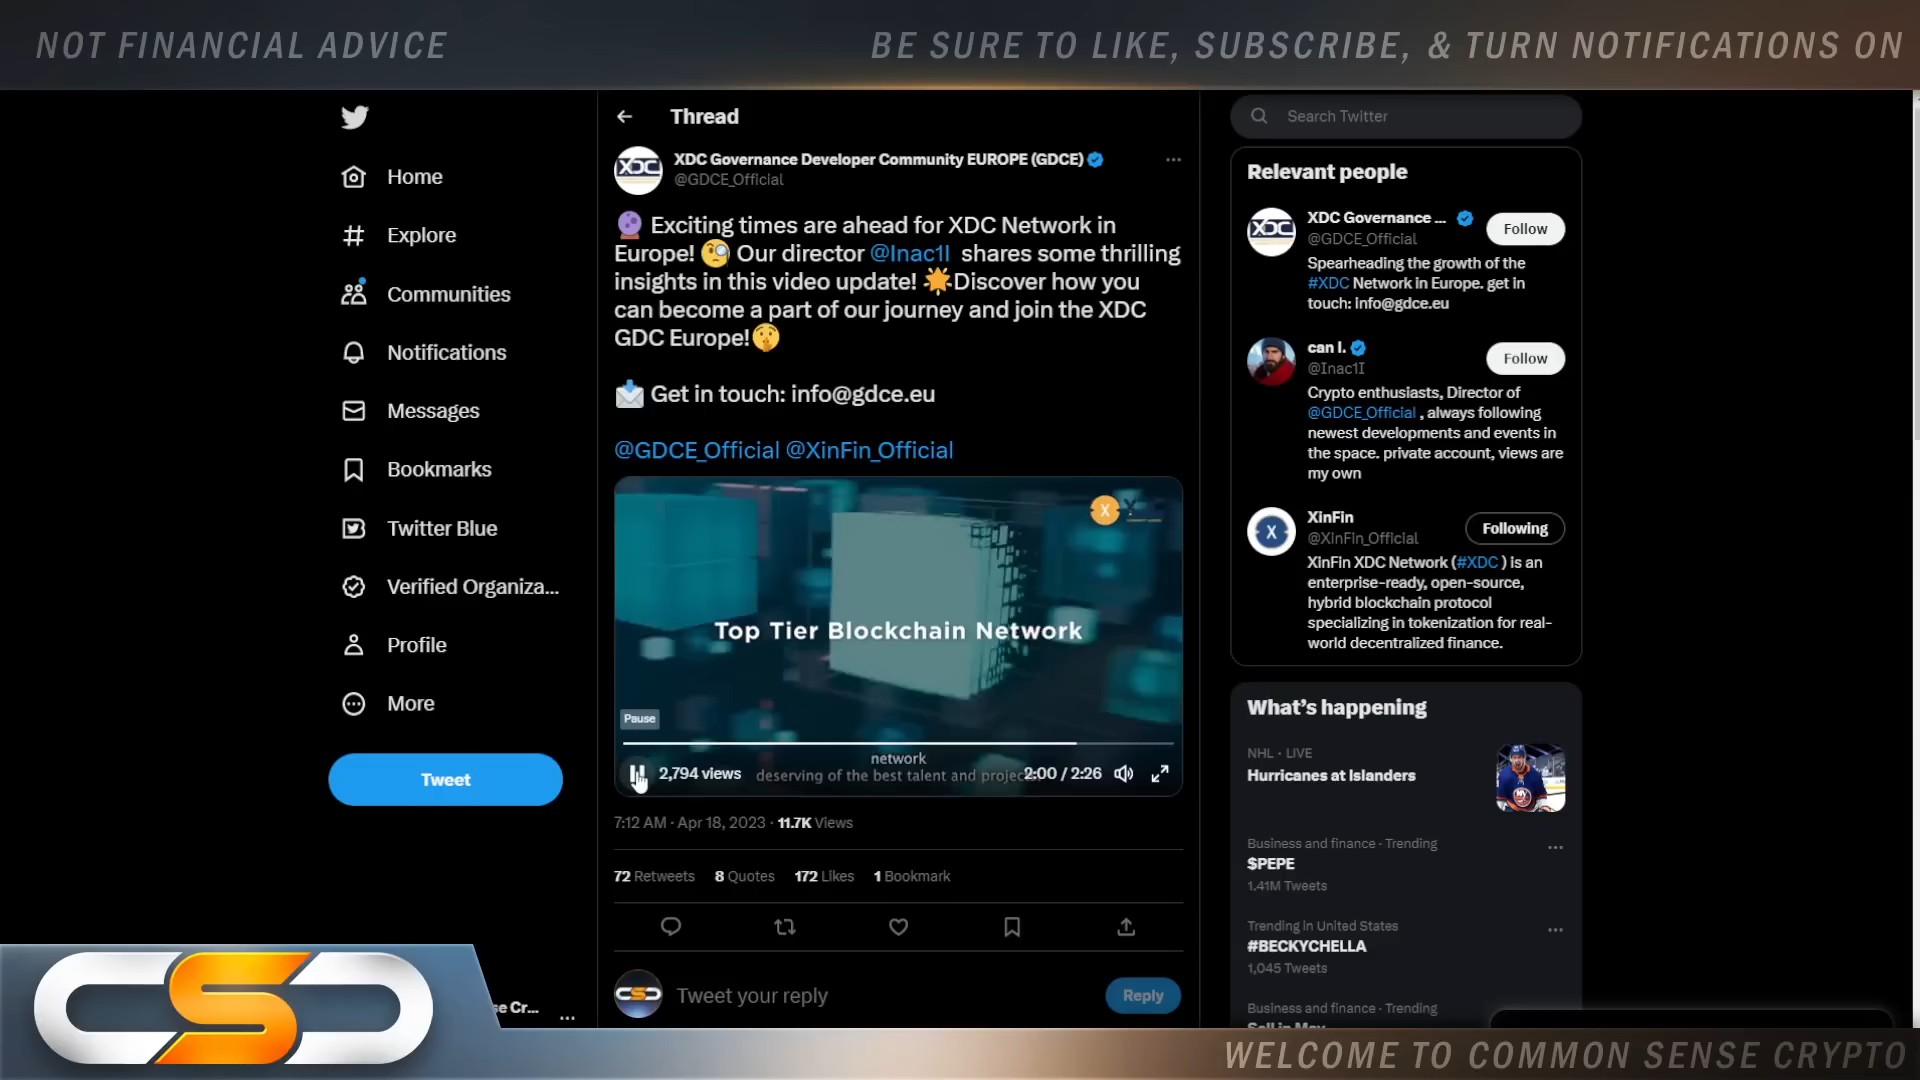 NOT FINANCIAL ADVICE
BE SURE TO LIKE, SUBSCRIBE, & TURN NOTIFICATIONS ON
Home
Explore
Communities
Notifications
Messages
Bookmarks
Twitter Blue
Verified Organiza...
Profile
More
Tweet
Thread
XDC
XDC Governance Developer Community EUROPE (GDCE)
@GDCE_Official
🔮 Exciting times are ahead for XDC Network in
Europe! 🧐 Our director @Inac1l shares some thrilling
insights in this video update! 🌟Discover how you
can become a part of our journey and join the XDC
GDC Europe!🤫
📩 Get in touch: info@gdce.eu
@GDCE_Official @XinFin_Official
X
Top Tier Blockchain Network
Pause
network
2,794 views
deserving of the best talent and projec
2:00 / 2:26
7:12 AM · Apr 18, 2023 · 11.7K Views
72 Retweets 8 Quotes 172 Likes 1 Bookmark
CSC
Tweet your reply
Reply
Search Twitter
Relevant people
XDC
XDC Governance ...
@GDCE_Official
Follow
Spearheading the growth of the
#XDC Network in Europe. get in
touch: info@gdce.eu
can l.
@Inac1l
Follow
Crypto enthusiasts, Director of
@GDCE_Official , always following
newest developments and events in
the space. private account, views are
my own
X
XinFin
@XinFin_Official
Following
XinFin XDC Network (#XDC ) is an
enterprise-ready, open-source,
hybrid blockchain protocol
specializing in tokenization for real-
world decentralized finance.
What's happening
NHL · LIVE
Hurricanes at Islanders
Business and finance · Trending
$PEPE
1.41M Tweets
Trending in United States
#BECKYCHELLA
1,045 Tweets
Business and finance · Trending
Sell in May
CSC
se Cr...
WELCOME TO COMMON SENSE CRYPTO